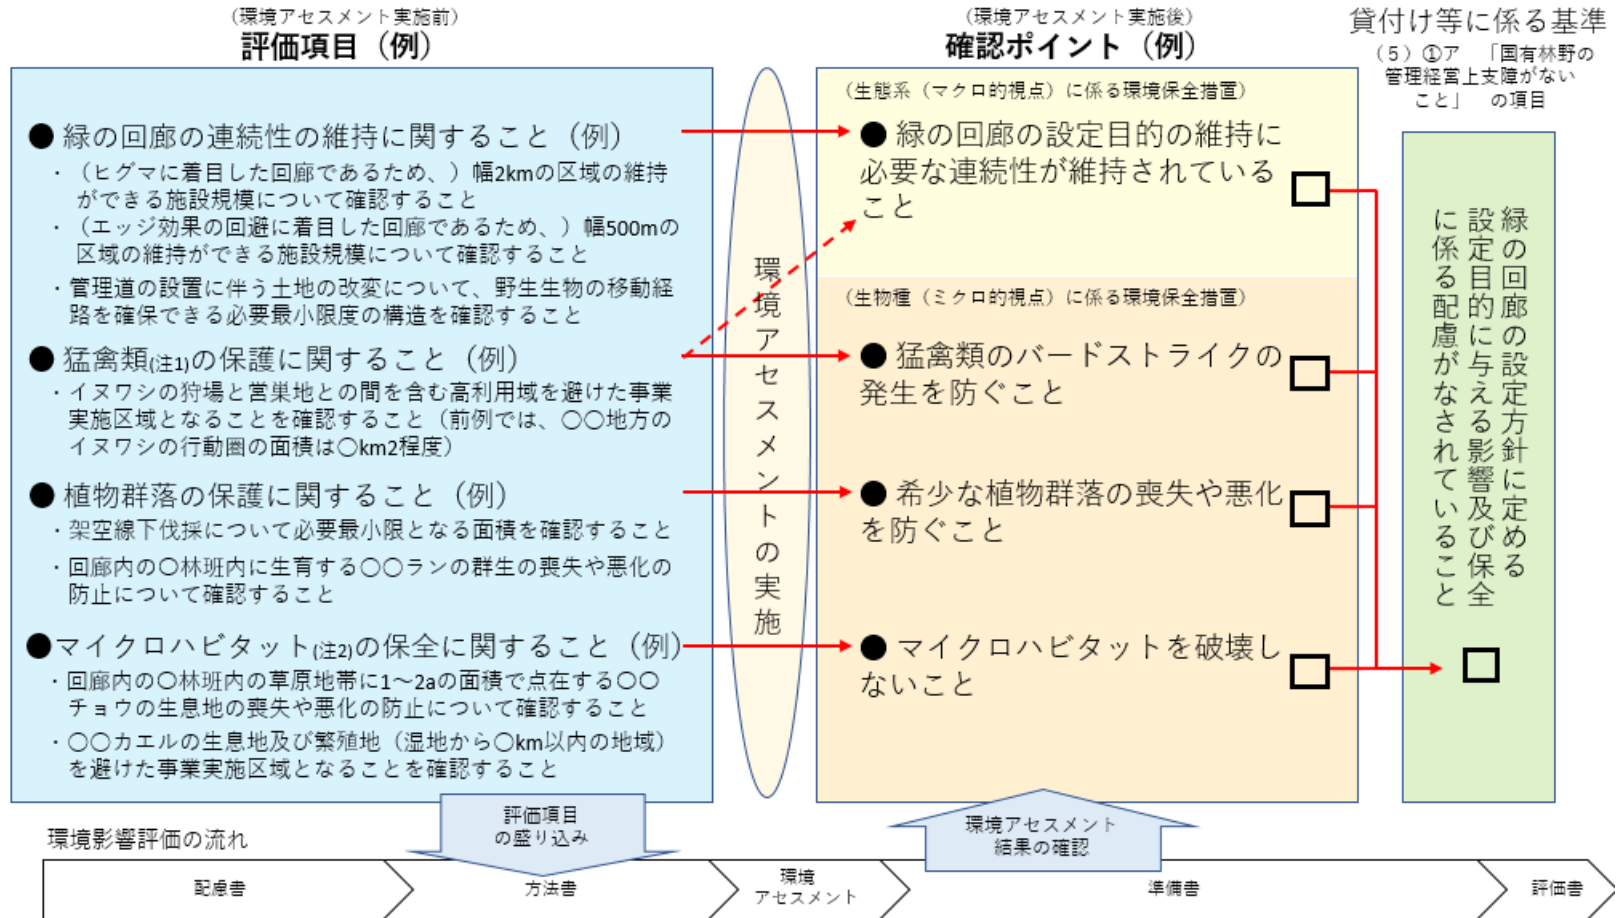 （環境アセスメント実施前）
評価項目（例）
● 緑の回廊の連続性の維持に関すること（例）
・（ヒグマに着目した回廊であるため、）幅2kmの区域の維持
ができる施設規模について確認すること
・（エッジ効果の回避に着目した回廊であるため、）幅500mの
区域の維持ができる施設規模について確認すること
・管理道の設置に伴う土地の改変について、野生生物の移動経
路を確保できる必要最小限度の構造を確認すること
● 猛禽類(注1)の保護に関すること（例）
・イヌワシの狩場と営巣地との間を含む高利用域を避けた事業
実施区域となることを確認すること（前例では、〇〇地方の
イヌワシの行動圏の面積は〇km2程度）
● 植物群落の保護に関すること（例）
・架空線下伐採について必要最小限となる面積を確認すること
・回廊内の〇林班内に生育する〇〇ランの群生の喪失や悪化の
防止について確認すること
●マイクロハビタット(注2)の保全に関すること（例）
・回廊内の〇林班内の草原地帯に1～2aの面積で点在する〇〇
チョウの生息地の喪失や悪化の防止について確認すること
・〇〇カエルの生息地及び繁殖地（湿地から〇km以内の地域）
を避けた事業実施区域となることを確認すること
環境アセスメントの実施
（環境アセスメント実施後）
確認ポイント（例）
（生態系（マクロ的視点）に係る環境保全措置）
● 緑の回廊の設定目的の維持に
必要な連続性が維持されている
こと
（生物種（ミクロ的視点）に係る環境保全措置）
● 猛禽類のバードストライクの
発生を防ぐこと
● 希少な植物群落の喪失や悪化
を防ぐこと
● マイクロハビタットを破壊し
ないこと
貸付け等に係る基準
（５）①ア　「国有林野の
管理経営上支障がない
こと」　の項目
緑の回廊の設定方針に定める
設定目的に与える影響及び保全
に係る配慮がなされていること
評価項目
の盛り込み
環境アセスメント
結果の確認
環境影響評価の流れ
配慮書
方法書
環境
アセスメント
準備書
評価書